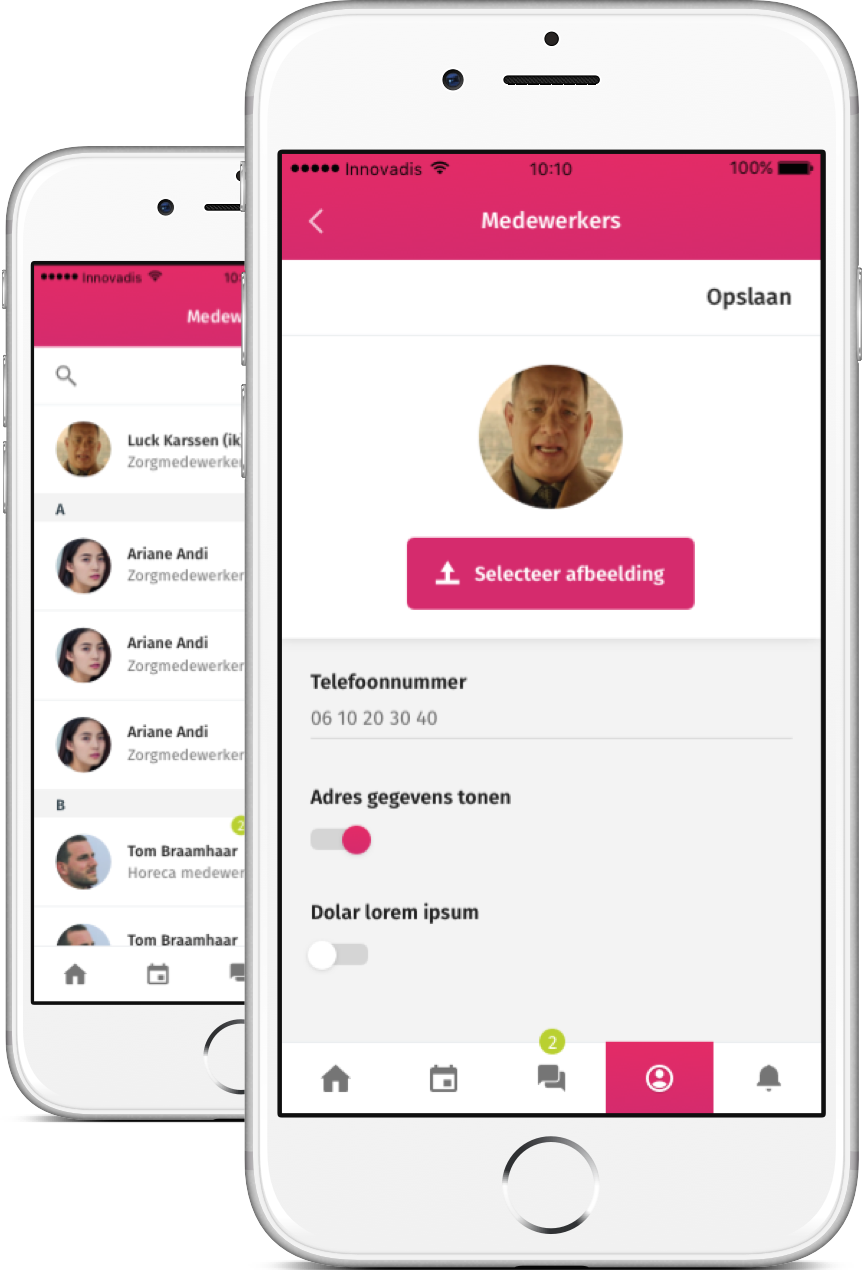 Innovadis 10:10 100%
Medewerkers
Opslaan
Selecteer afbeelding
Telefoonnummer
06 10 20 30 40
Adres gegevens tonen
Dolar lorem ipsum
2
Innovadis 10
Medew
Luck Karssen (ik
Zorgmedewerke
A
Ariane Andi
Zorgmedewerker
Ariane Andi
Zorgmedewerker
Ariane Andi
Zorgmedewerker
B
2
Tom Braamhaar
Horeca medewer
Tom Braamhaar